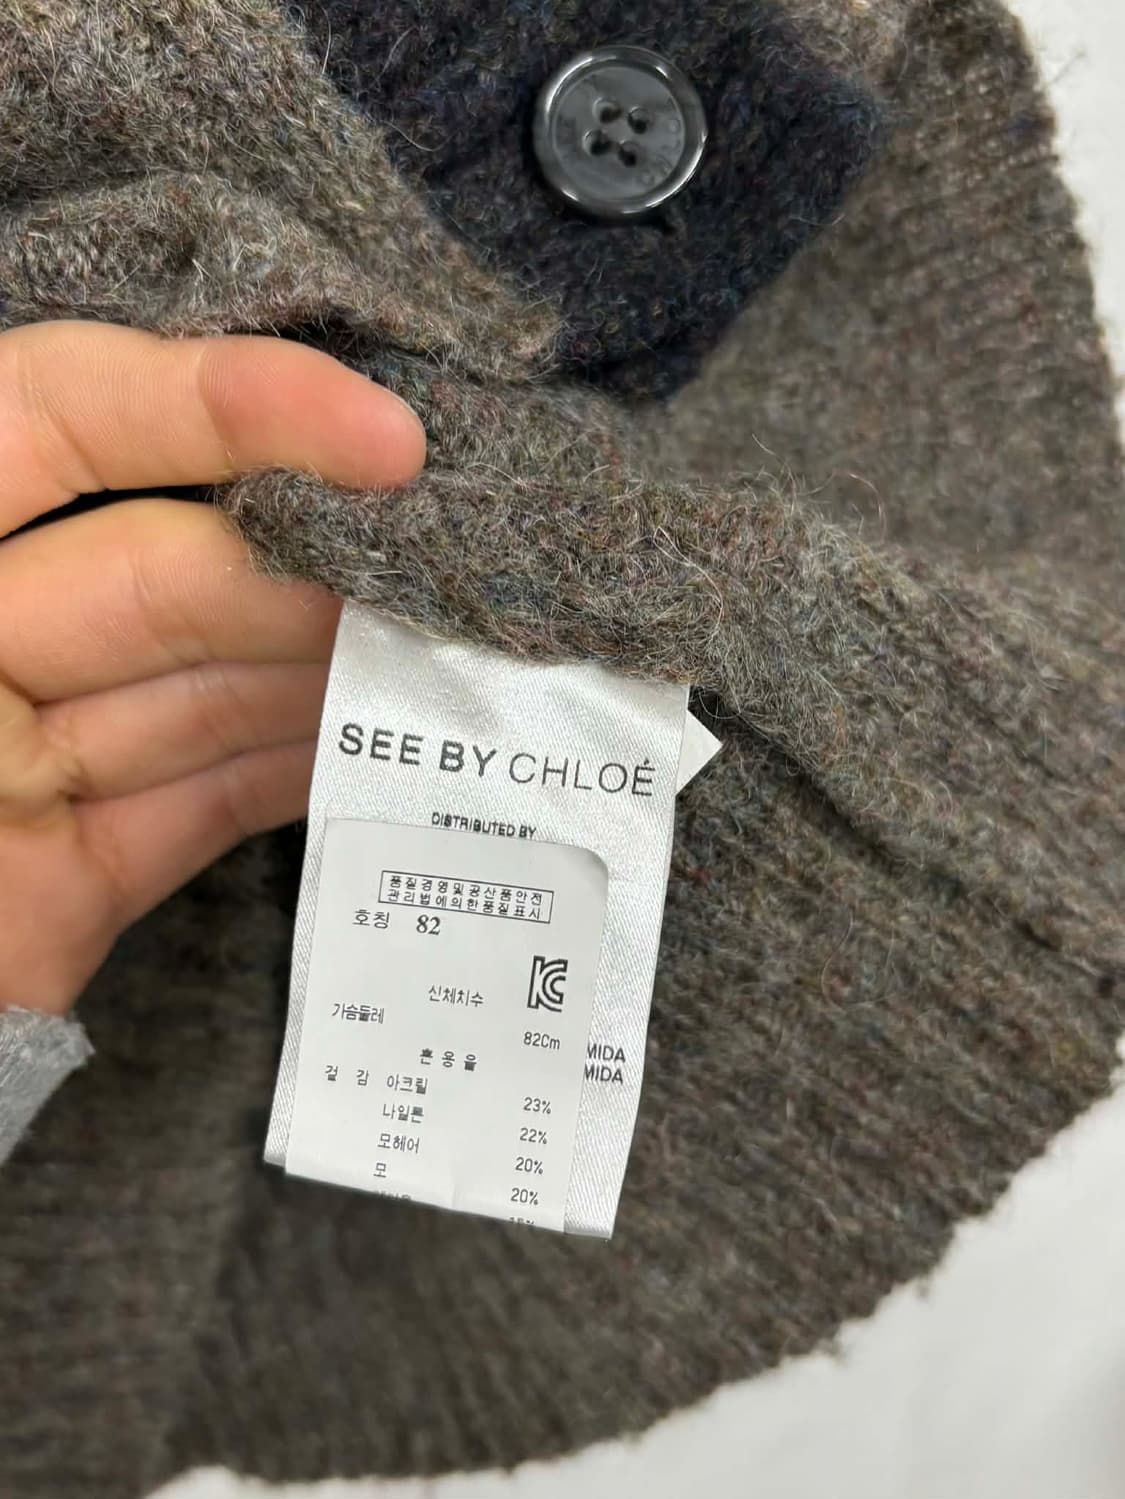 SEE BY CHLOÉ
DISTRIBUTED BY
품질경영및공산품안전
관리법에의한품질표시
호칭 82
신체치수
가슴둘레 82Cm
MIDA
MIDA
혼용율
겉감 아크릴 23%
나일론 22%
모헤어 20%
모 20%